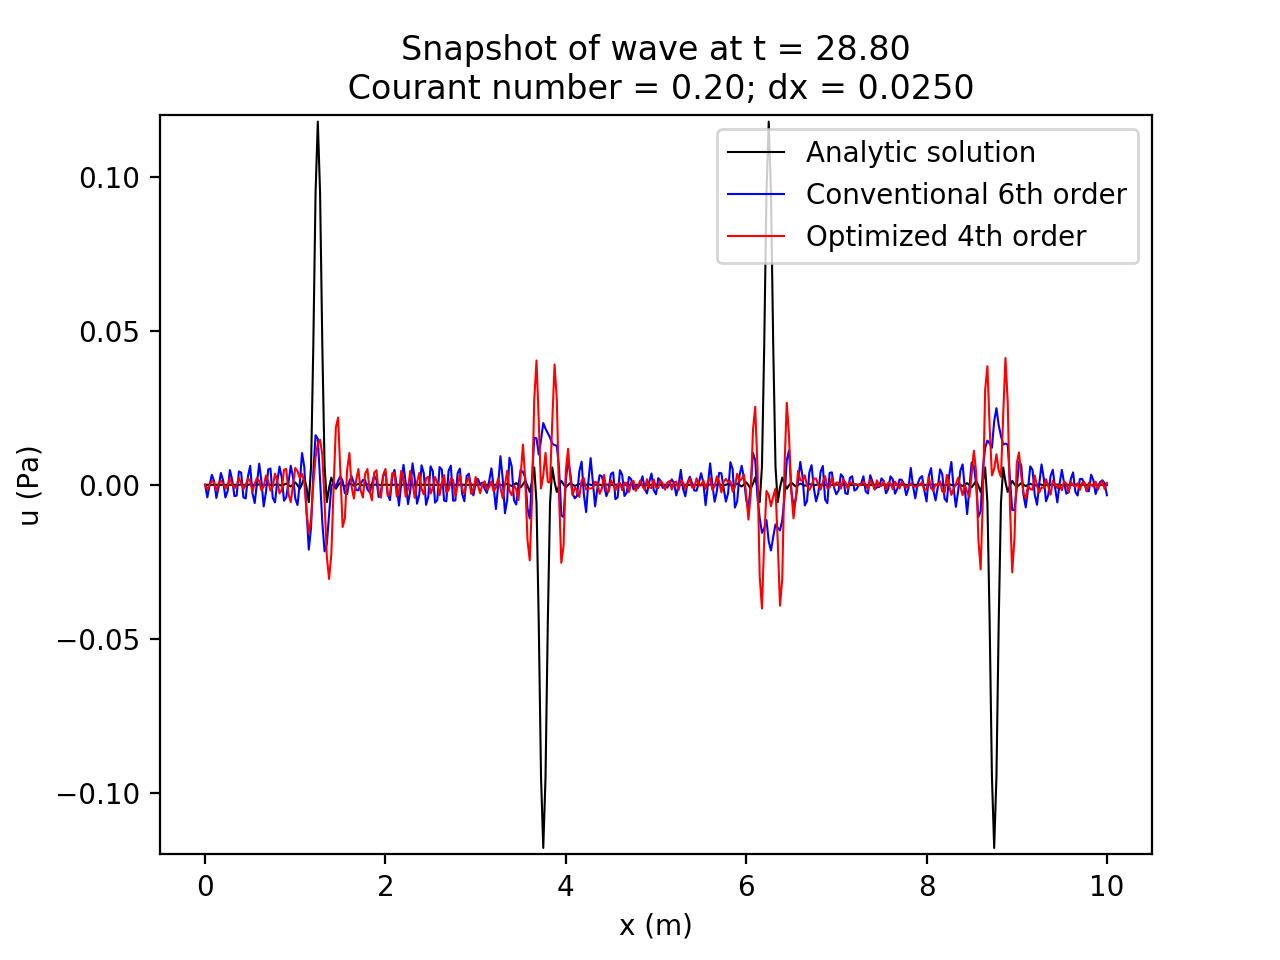 Snapshot of wave at t = 28.80
Courant number = 0.20; dx = 0.0250
Analytic solution
Conventional 6th order
Optimized 4th order
0.10
0.05
0.00
−0.05
−0.10
u (Pa)
0 2 4 6 8 10
x (m)